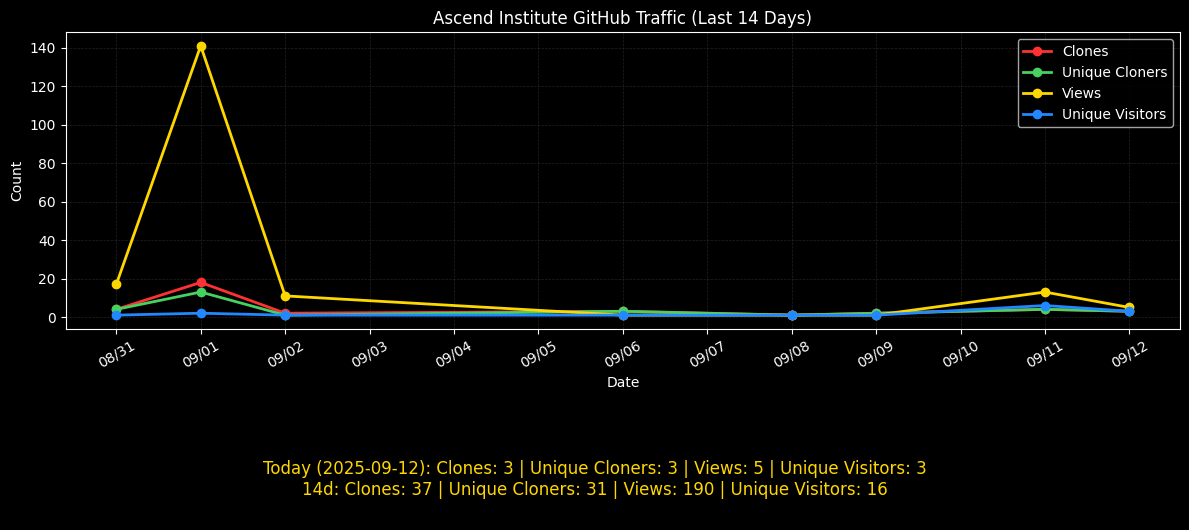 Ascend Institute GitHub Traffic (Last 14 Days)
Clones
Unique Cloners
Views
Unique Visitors
Count
140
120
100
80
60
40
20
0
08/31
09/01
09/02
09/03
09/04
09/05
09/06
09/07
09/08
09/09
09/10
09/11
09/12
Date
Today (2025-09-12): Clones: 3 | Unique Cloners: 3 | Views: 5 | Unique Visitors: 3
14d: Clones: 37 | Unique Cloners: 31 | Views: 190 | Unique Visitors: 16